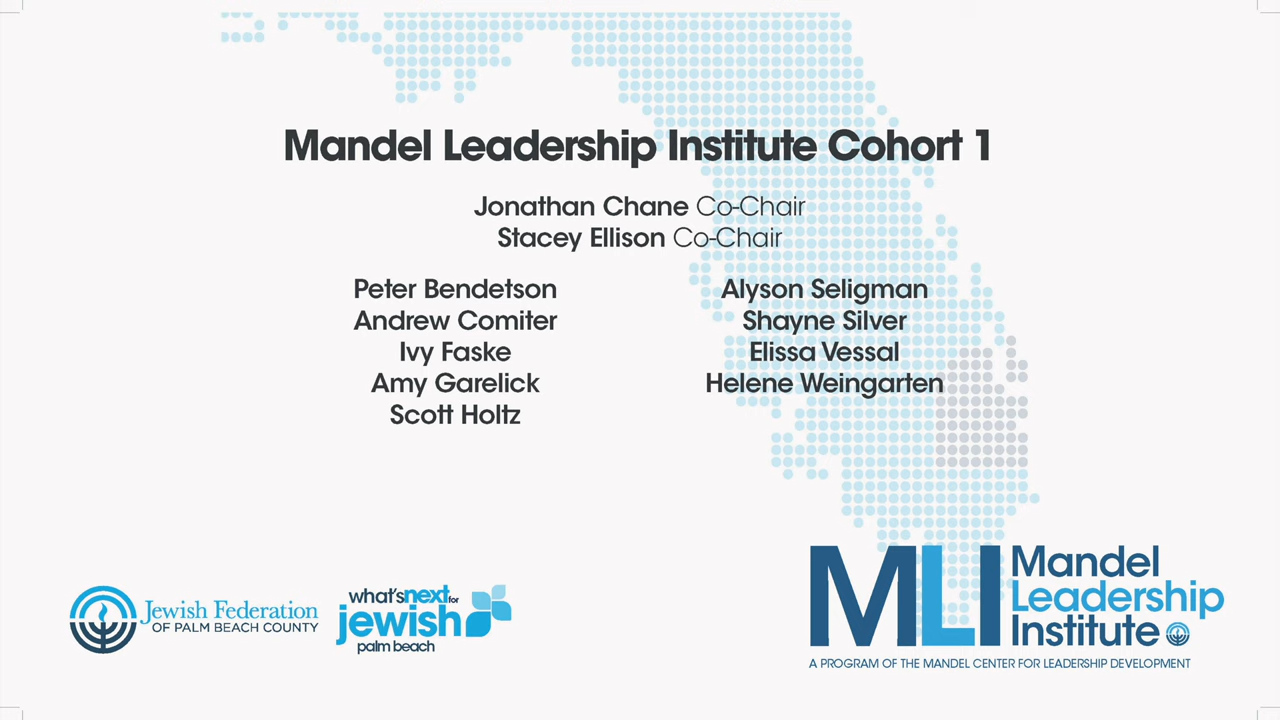 Mandel Leadership Institute Cohort 1
Jonathan Chane Co-Chair
Stacey Ellison Co-Chair
Peter Bendetson
Andrew Comiter
Ivy Faske
Amy Garelick
Scott Holtz
Alyson Seligman
Shayne Silver
Elissa Vessal
Helene Weingarten
Jewish Federation
OF PALM BEACH COUNTY
what'snext for
jewish
palm beach
MLI
Mandel
Leadership
Institute
A PROGRAM OF THE MANDEL CENTER FOR LEADERSHIP DEVELOPMENT